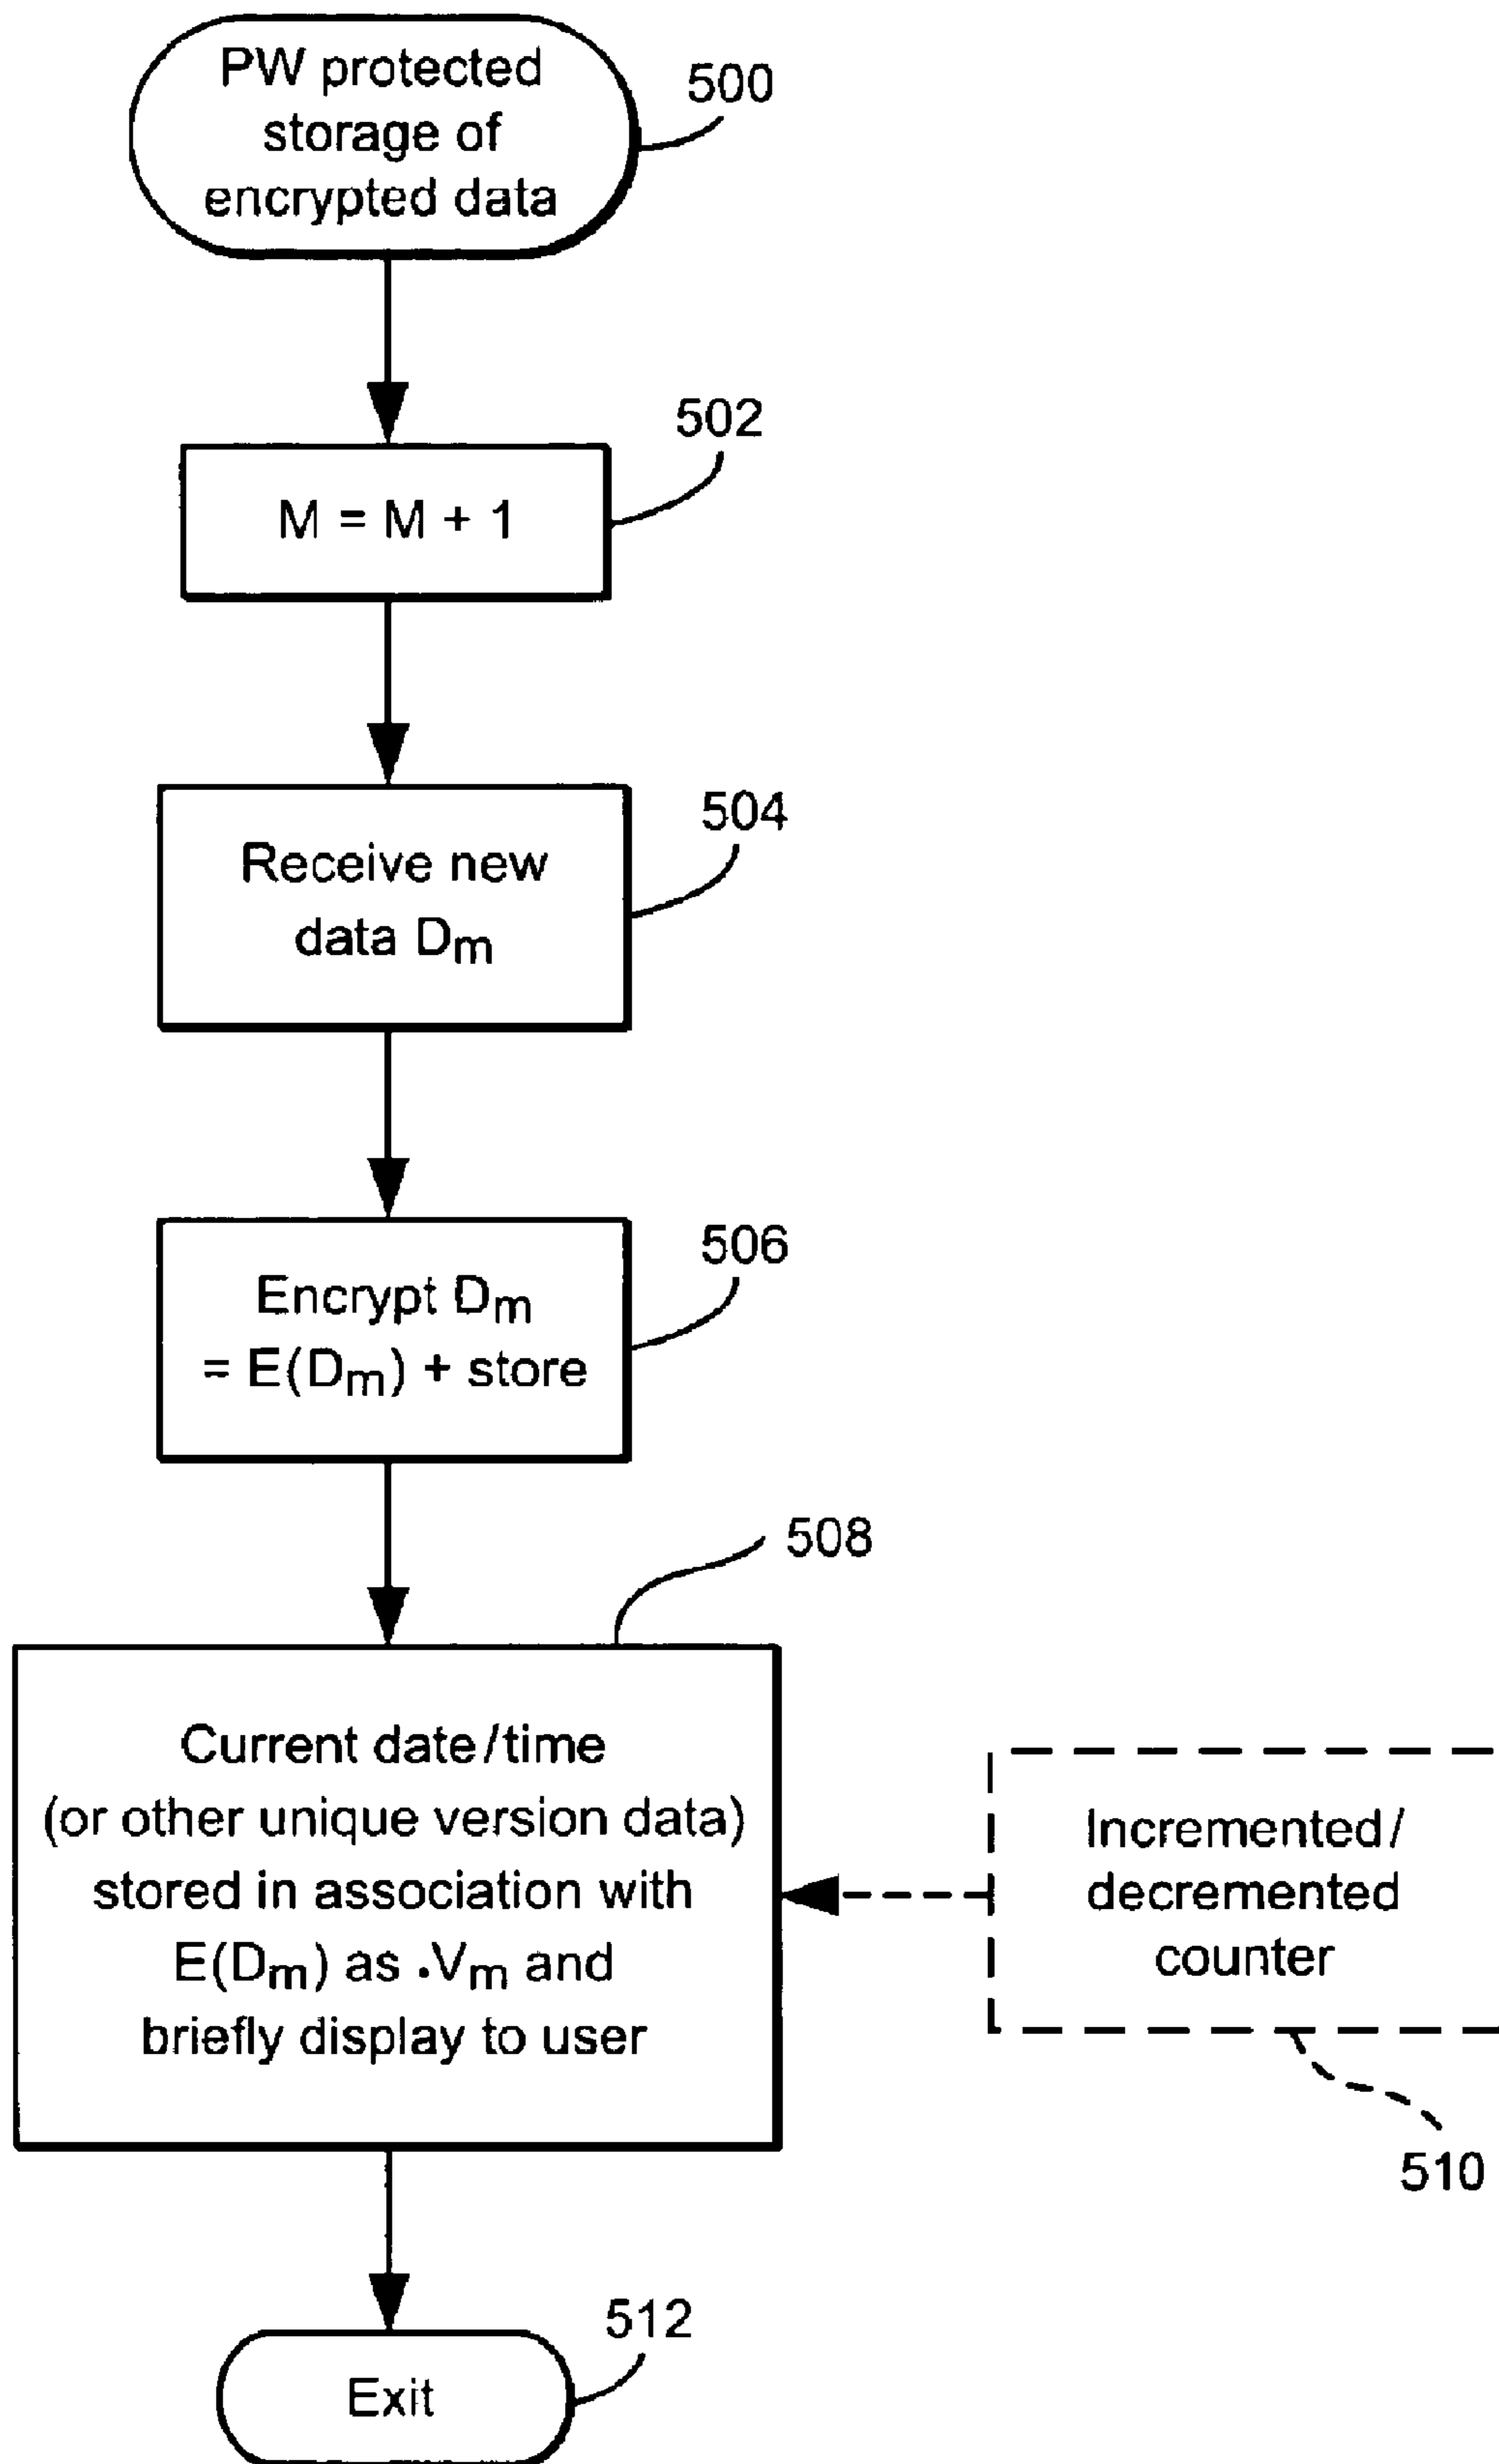 PW protected
storage of
encrypted data
500
502
M = M + 1
504
Receive new
data Dm
506
Encrypt Dm
= E(Dm) + store
508
Current date/time
(or other unique version data)
stored in association with
E(Dm) as .Vm and
briefly display to user
Incremented/
decremented
counter
510
512
Exit